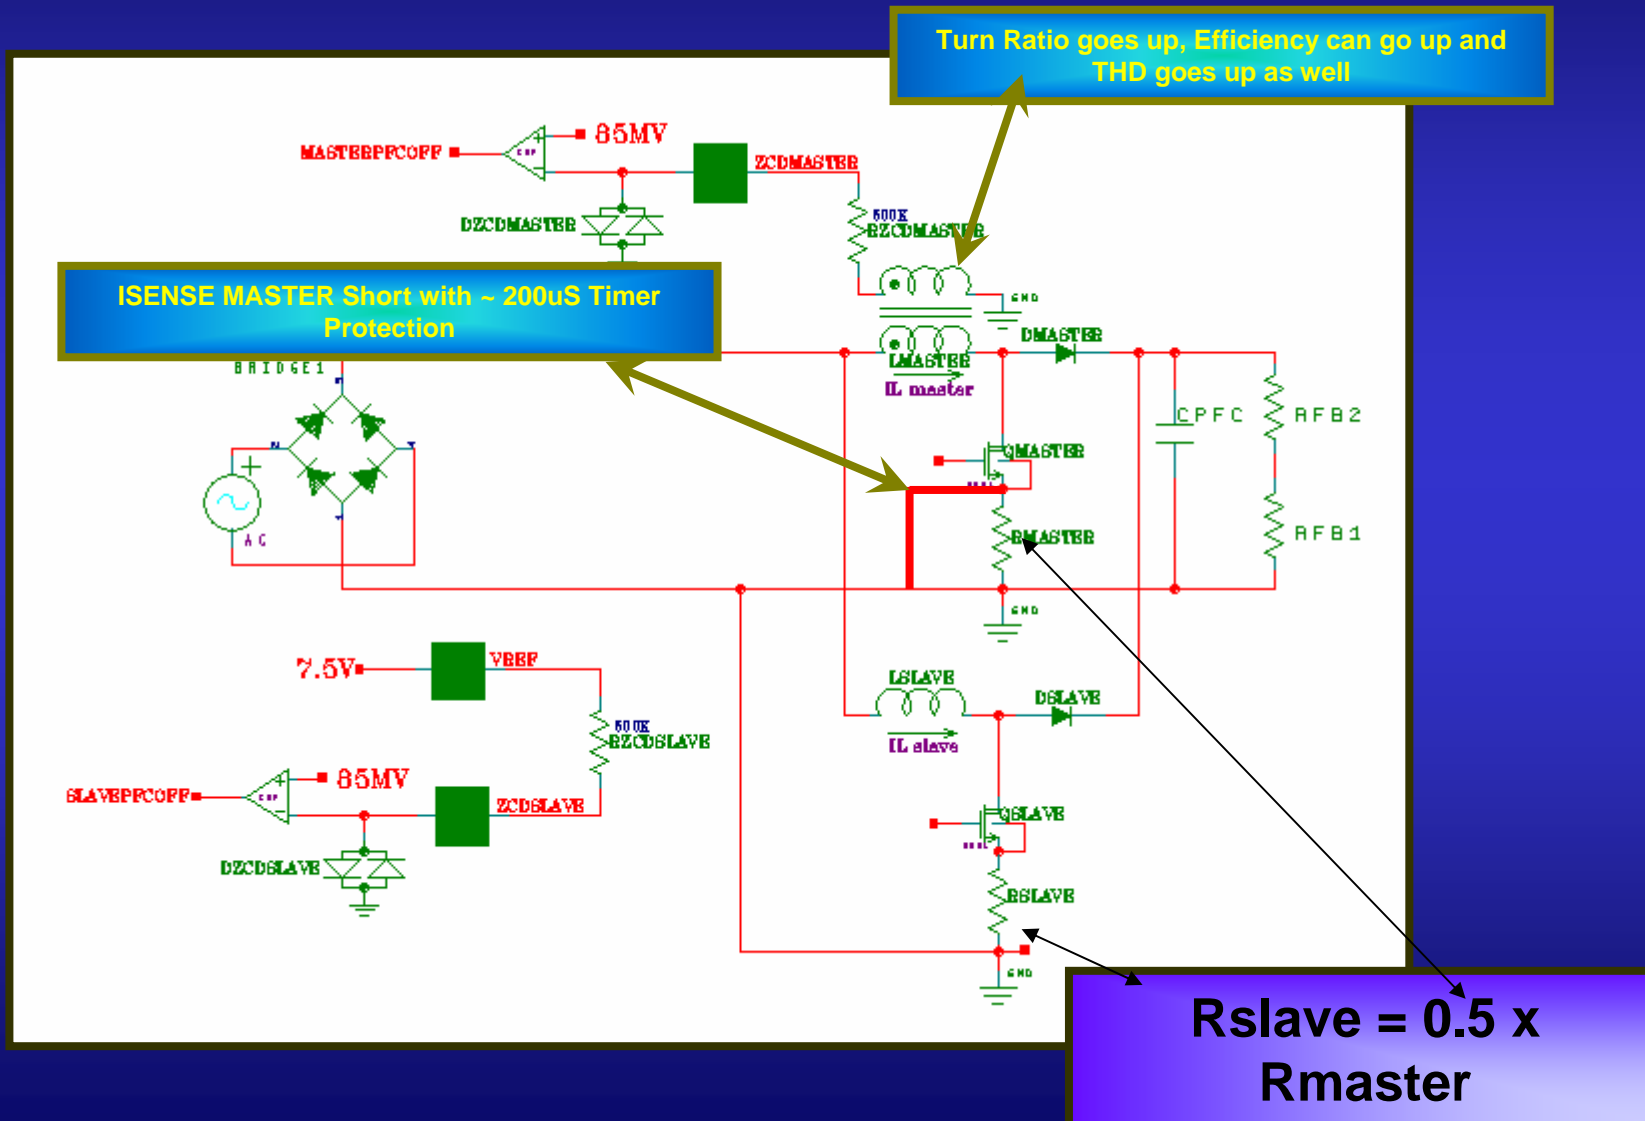 Turn Ratio goes up, Efficiency can go up and
THD goes up as well
85MV
MASTERPFCOFF
CMP
ZCDMASTER
DZCDMASTER
500K
RZCDMASTER
ISENSE MASTER Short with ~ 200uS Timer
Protection
GND
DMASTER
LMASTER
IL master
BRIDGE1
CPFC
RFB2
QMASTER
AC
RMASTER
RFB1
GND
7.5V
VREF
LSLAVE
DSLAVE
500K
RZCDSLAVE
IL slave
85MV
SLAVEPFCOFF
CMP
ZCDSLAVE
QSLAVE
DZCDSLAVE
RSLAVE
GND
Rslave = 0.5 x
Rmaster